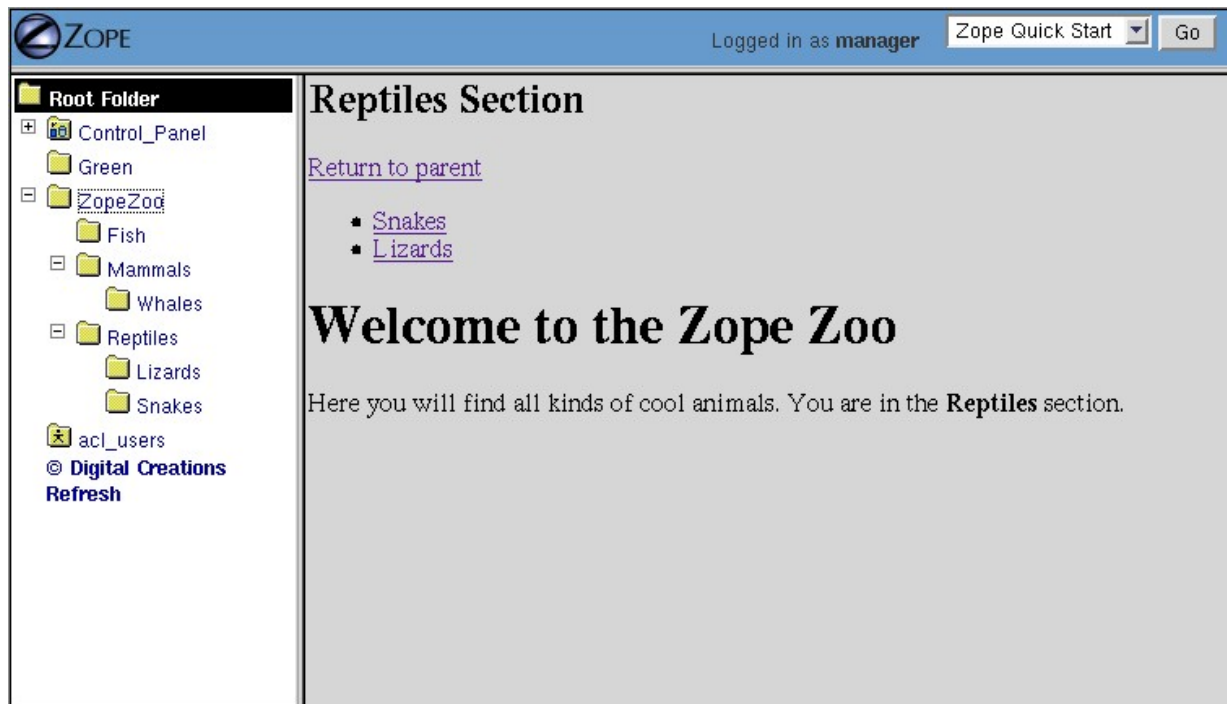 ZOPE
Logged in as manager
Zope Quick Start
Go
Root Folder
Control_Panel
Green
ZopeZoo
Fish
Mammals
Whales
Reptiles
Lizards
Snakes
acl_users
© Digital Creations
Refresh
Reptiles Section
Return to parent
Snakes
Lizards
Welcome to the Zope Zoo
Here you will find all kinds of cool animals. You are in the Reptiles section.